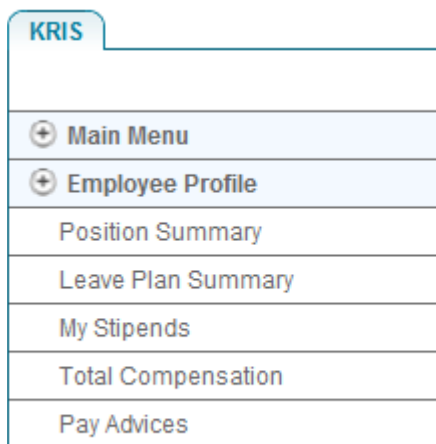 KRIS
Main Menu
Employee Profile
Position Summary
Leave Plan Summary
My Stipends
Total Compensation
Pay Advices